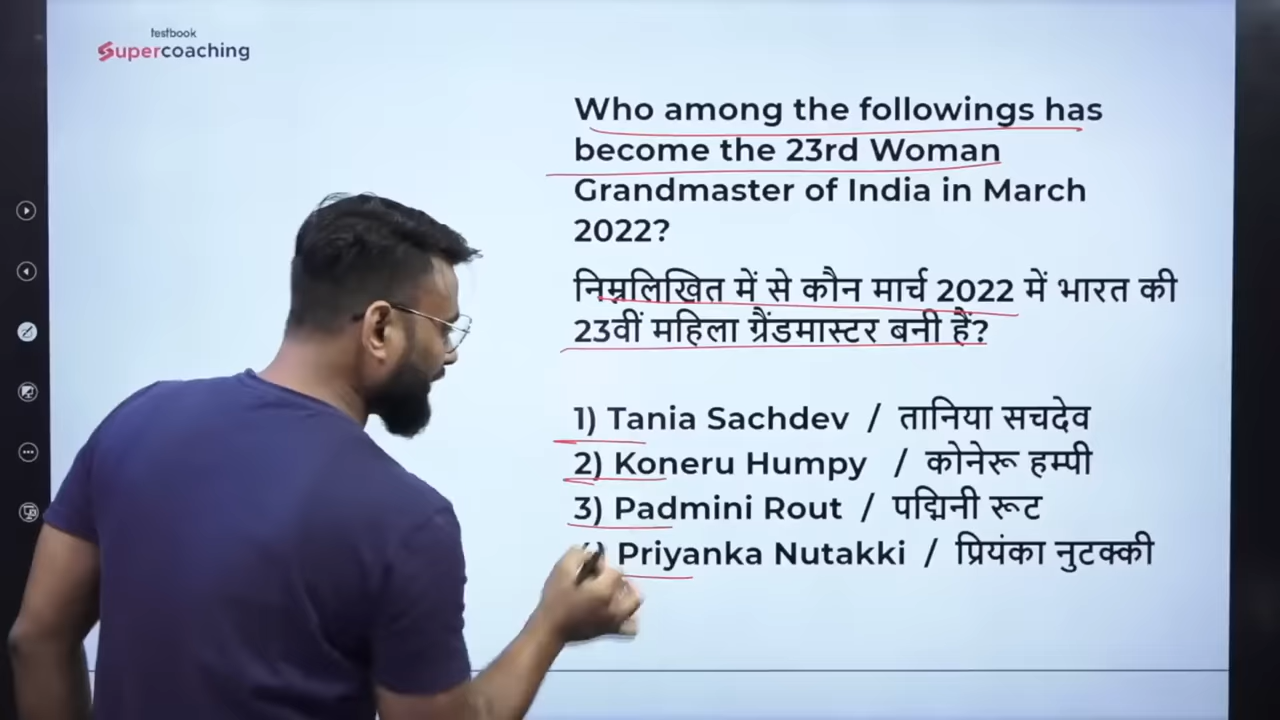 testbook
Supercoaching
Who among the followings has
become the 23rd Woman
Grandmaster of India in March
2022?
निम्नलिखित में से कौन मार्च 2022 में भारत की
23वीं महिला ग्रैंडमास्टर बनी हैं?
1) Tania Sachdev / तानिया सचदेव
2) Koneru Humpy / कोनेरू हम्पी
3) Padmini Rout / पद्मिनी रूट
Priyanka Nutakki / प्रियंका नुटक्की